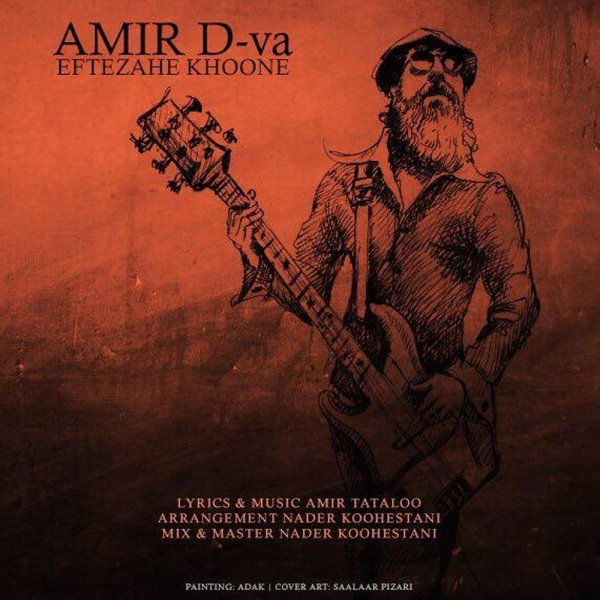 AMIR D-va
EFTEZAHE KHOONE
LYRICS & MUSIC AMIR TATALOO
ARRANGEMENT NADER KOOHESTANI
MIX & MASTER NADER KOOHESTANI
PAINTING: ADAK | COVER ART: SAALAAR PIZARI